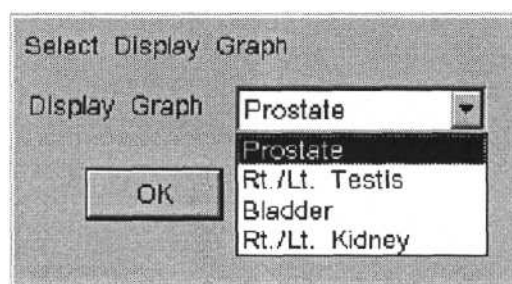 Select Display Graph
Display Graph
Prostate
Prostate
Rt./Lt. Testis
Bladder
Rt./Lt. Kidney
OK